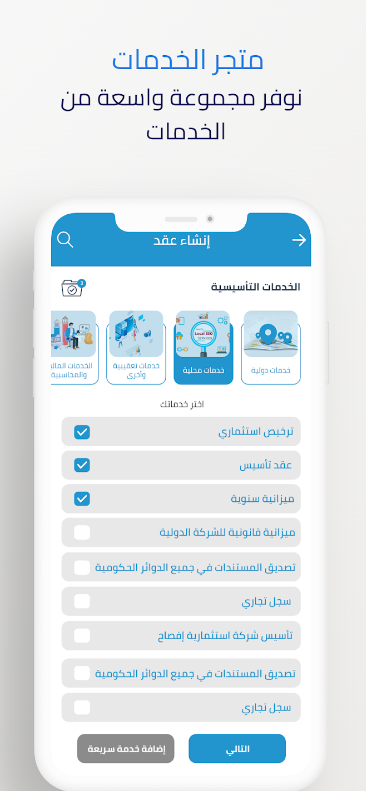 متجر الخدمات
نوفر مجموعة واسعة من
الخدمات
إنشاء عقد
الخدمات التأسيسية
خدمات دولية
خدمات محلية
خدمات تعقيبية
وأخرى
الخدمات المالية
والمحاسبية
اختر خدماتك
ترخيص استثماري
عقد تأسيس
ميزانية سنوية
ميزانية قانونية للشركة الدولية
تصديق المستندات في جميع الدوائر الحكومية
سجل تجاري
تأسيس شركة استثمارية إفصاح
تصديق المستندات في جميع الدوائر الحكومية
سجل تجاري
التالي
إضافة خدمة سريعة